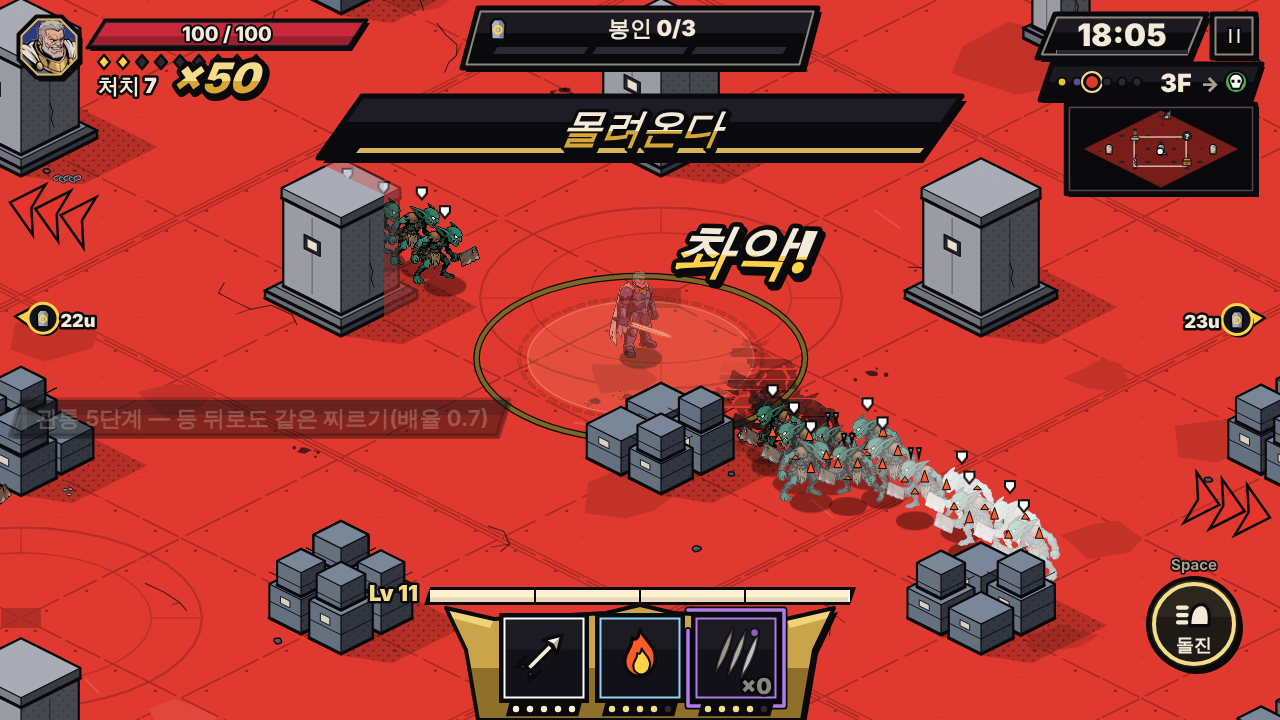 100 / 100
처치 7
×50
봉인 0/3
18:05
3F
몰려온다
촤악!
22u
23u
관통 5단계 — 등 뒤로도 같은 찌르기(배율 0.7)
Lv 11
×0
Space
돌진